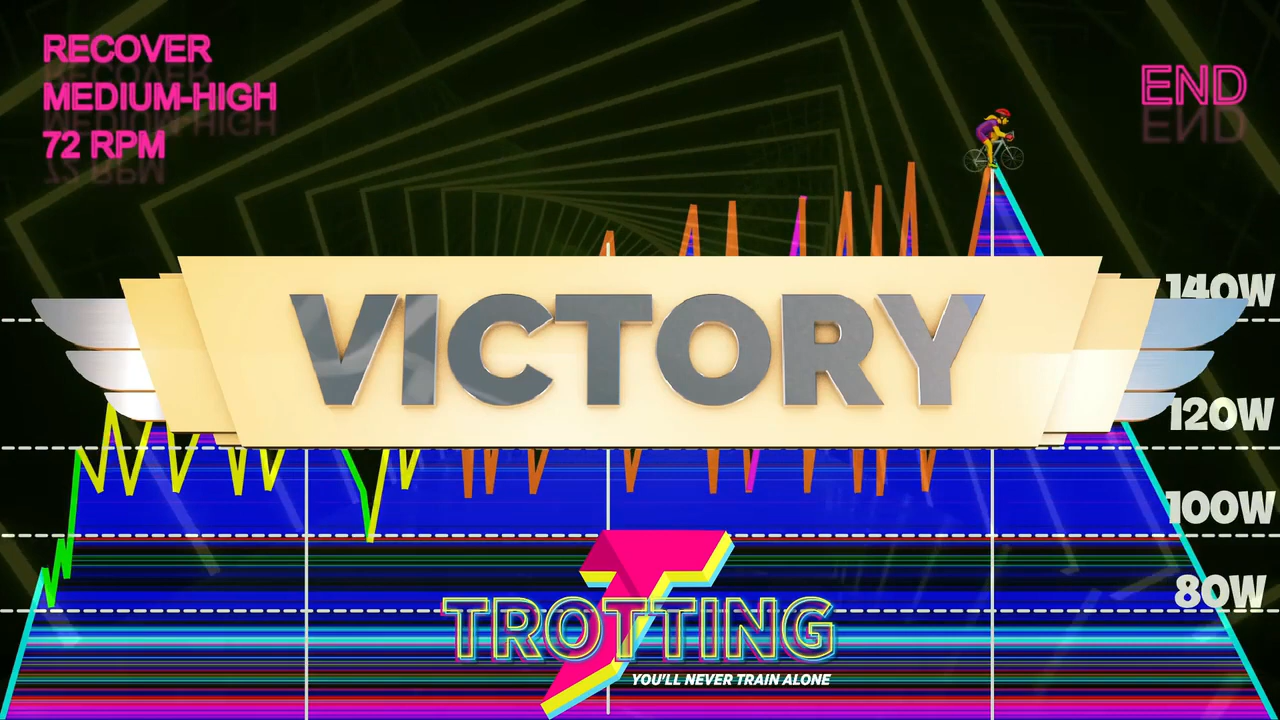 RECOVER
MEDIUM-HIGH
72 RPM
END
VICTORY
140W
120W
100W
80W
TROTTING
YOU'LL NEVER TRAIN ALONE